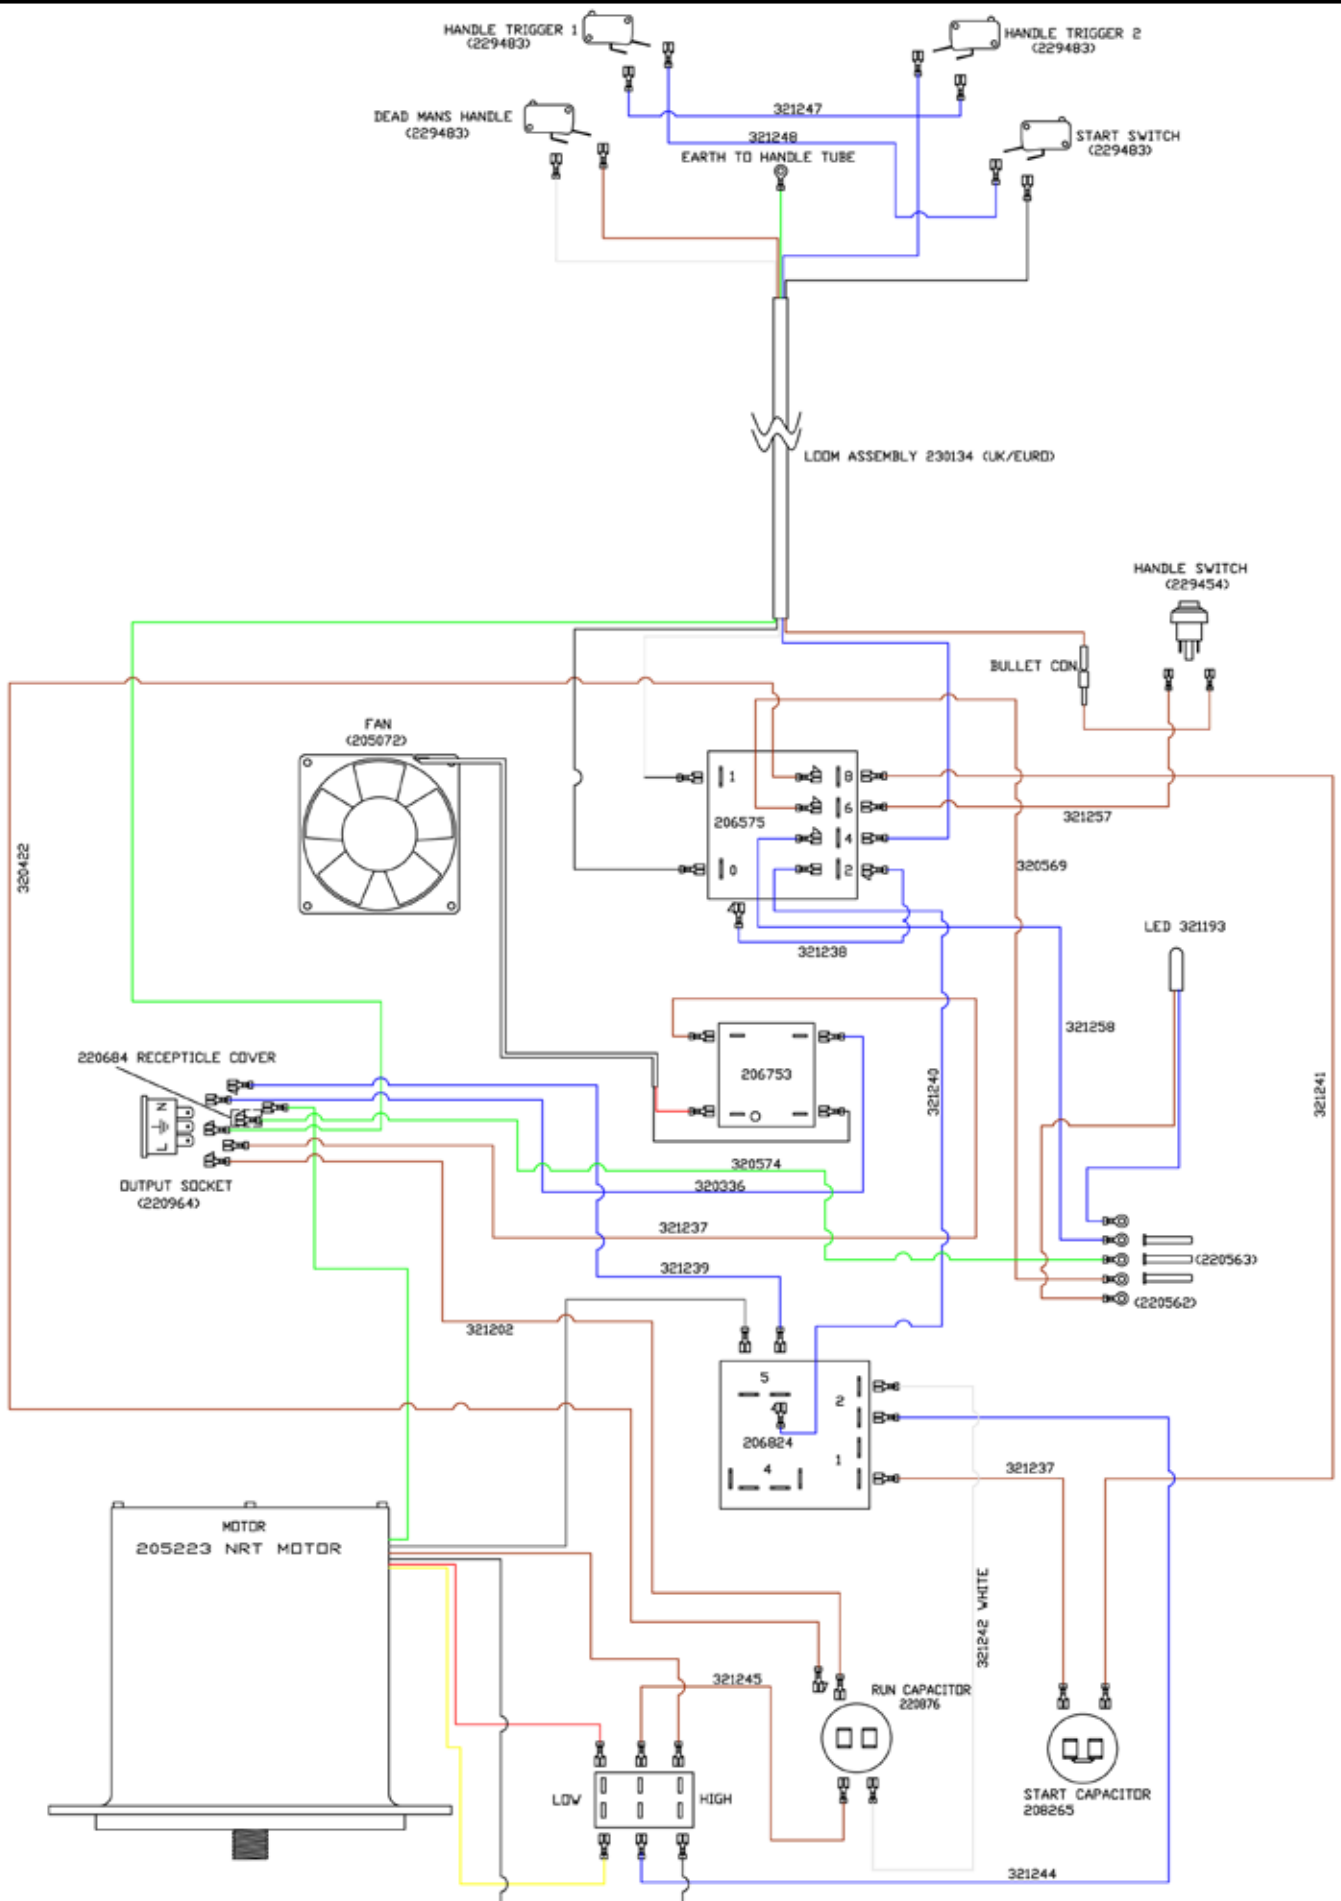 HANDLE TRIGGER 1
(229483)
HANDLE TRIGGER 2
(229483)
DEAD MANS HANDLE
(229483)
321247
321248
START SWITCH
(229483)
EARTH TO HANDLE TUBE
LOOM ASSEMBLY 230134 (UK/EURO)
HANDLE SWITCH
(229454)
BULLET CON.
FAN
(205072)
1
8
206575
6
4
0
2
321257
320569
320422
321238
LED 321193
321258
321240
321241
220684 RECEPTICLE COVER
206753
N
L
OUTPUT SOCKET
(220964)
320574
320336
321237
321239
(220563)
(220562)
321202
5
2
206824
1
4
321237
MOTOR
205223 NRT MOTOR
321242 WHITE
321245
RUN CAPACITOR
220876
LOW
HIGH
START CAPACITOR
208265
321244